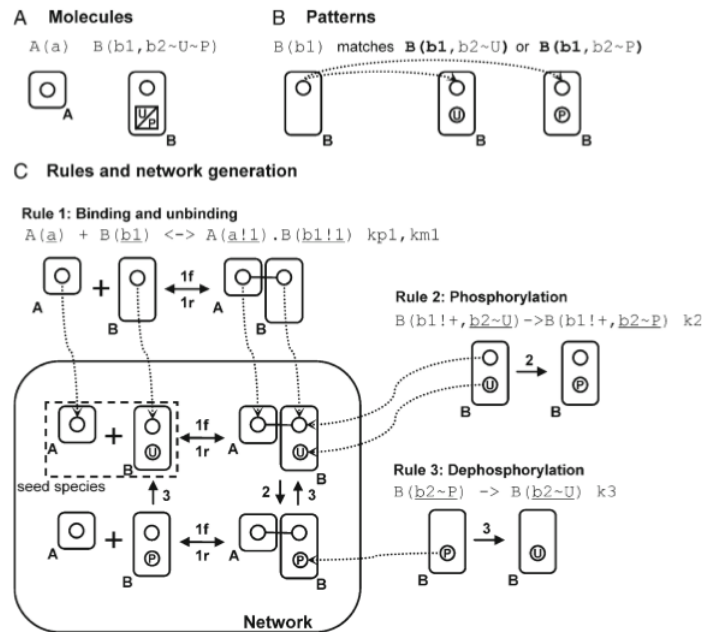 A Molecules
A(a) B(b1,b2~U~P)
A
U
P
B
B Patterns
B(b1) matches B(b1,b2~U) or B(b1,b2~P)
U
P
B
B
B
C Rules and network generation
Rule 1: Binding and unbinding
A(a) + B(b1) <-> A(a!1).B(b1!1) kp1,km1
A
+
B
1f
1r
A
B
Rule 2: Phosphorylation
B(b1!+,b2~U)->B(b1!+,b2~P) k2
U
2
P
B
B
A
+
U
B
1f
1r
A
U
B
seed species
3
2
3
Rule 3: Dephosphorylation
B(b2~P) -> B(b2~U) k3
P
3
U
B
B
A
+
P
B
1f
1r
A
P
B
Network